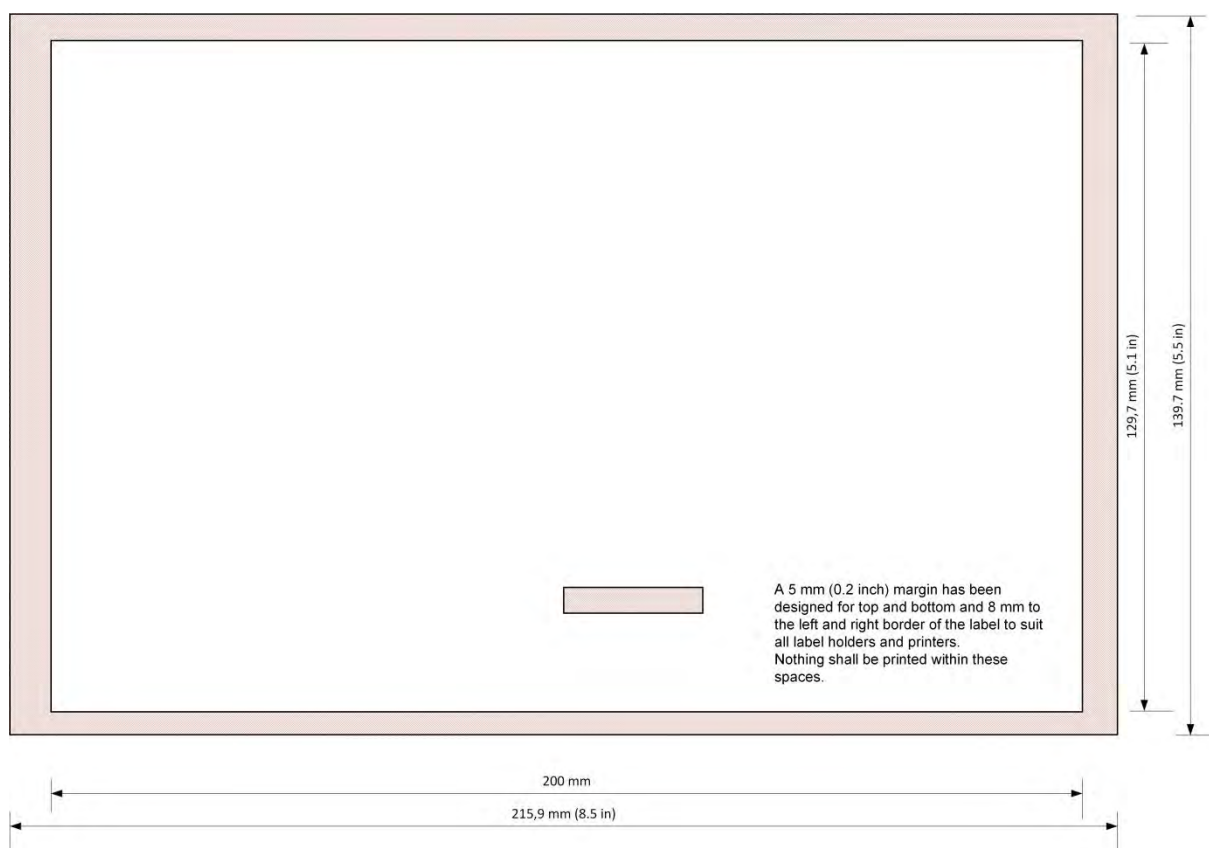 129,7 mm (5.1 in)
139.7 mm (5.5 in)
A 5 mm (0.2 inch) margin has been
designed for top and bottom and 8 mm to
the left and right border of the label to suit
all label holders and printers.
Nothing shall be printed within these
spaces.
200 mm
215,9 mm (8.5 in)